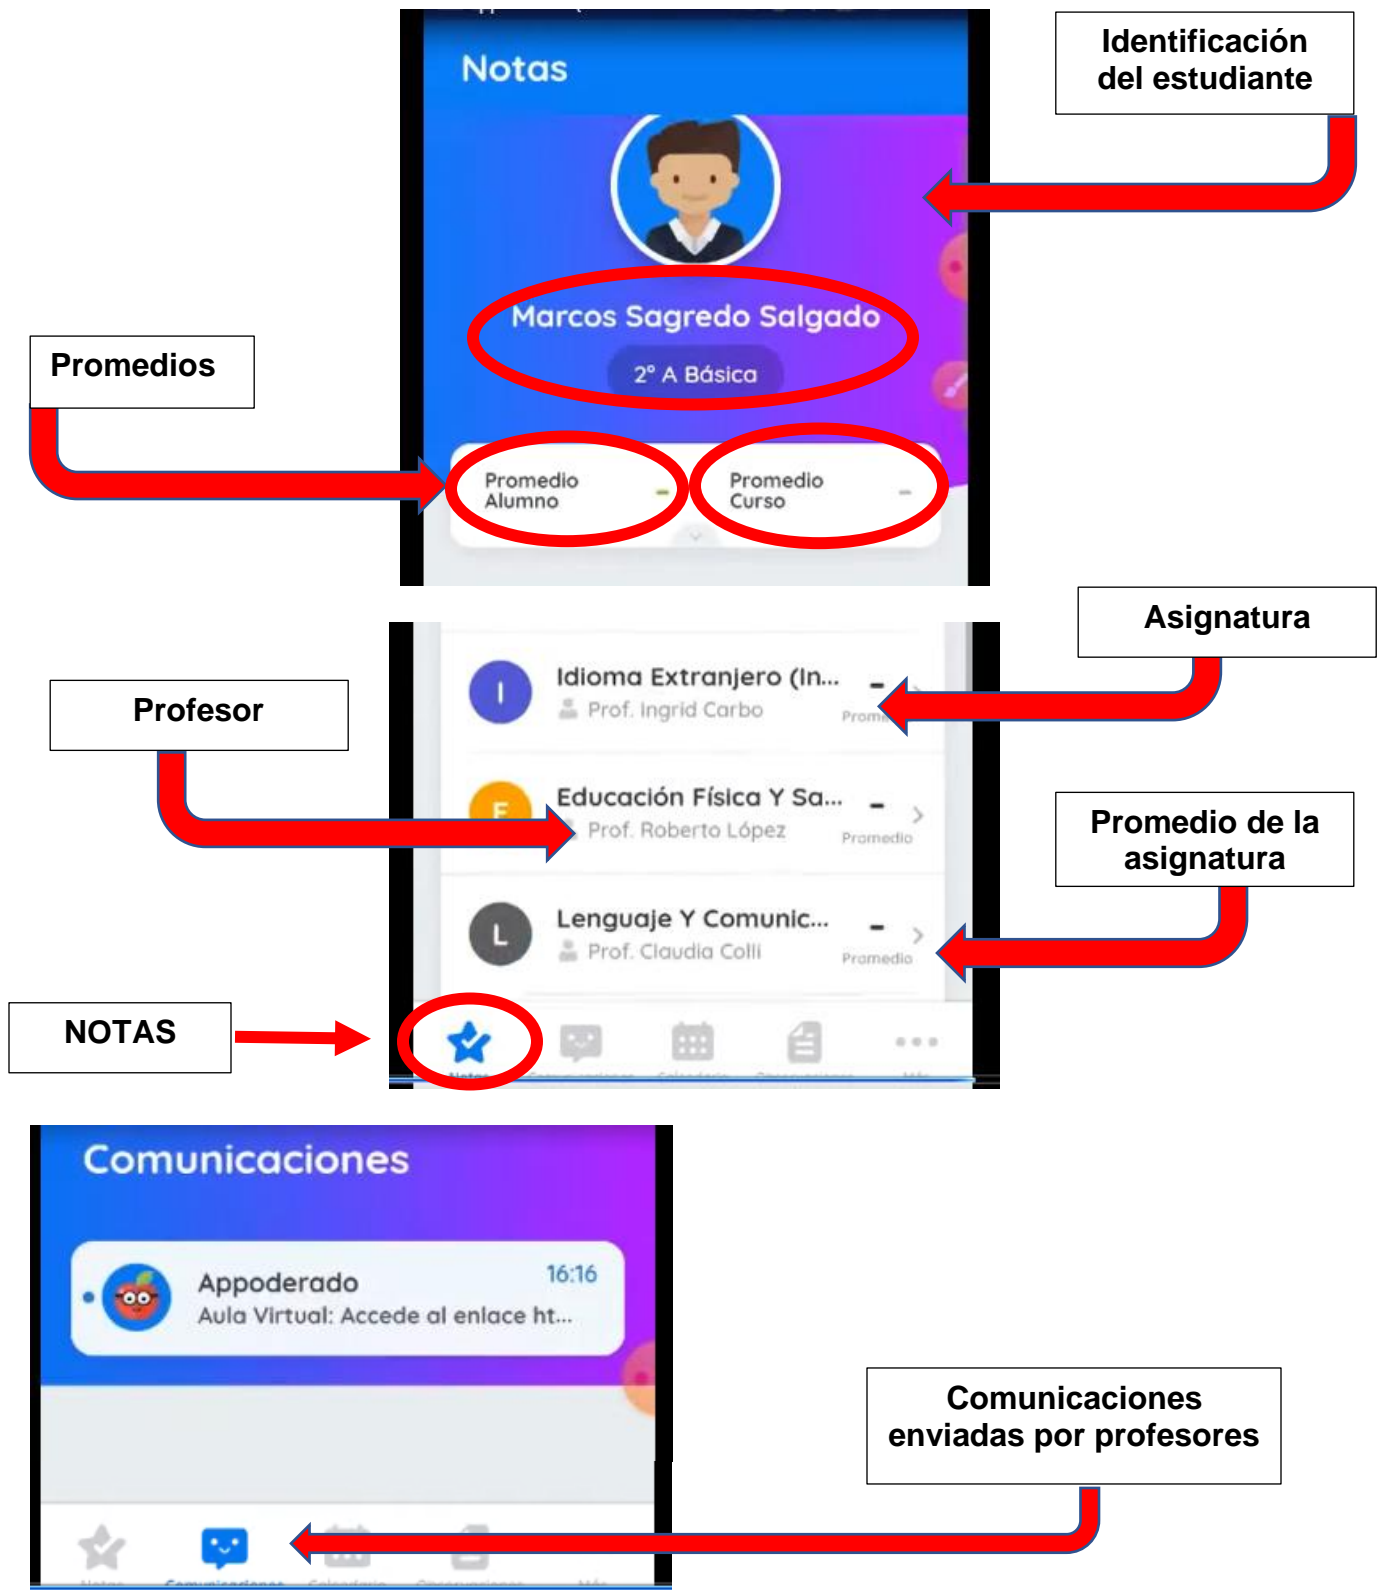 Identificación
del estudiante
Notas
Marcos Sagredo Salgado
2° A Básica
Promedios
Promedio
Alumno
-
Promedio
Curso
-
Asignatura
Profesor
I
Idioma Extranjero (In...
-
Prof. Ingrid Carbo
Educación Física Y Sa...
-
Prof. Roberto López
Promedio
Promedio de la
asignatura
L
Lenguaje Y Comunic...
-
Prof. Claudia Colli
Promedio
NOTAS
Comunicaciones
Appoderado
16:16
Aula Virtual: Accede al enlace ht...
Comunicaciones
enviadas por profesores